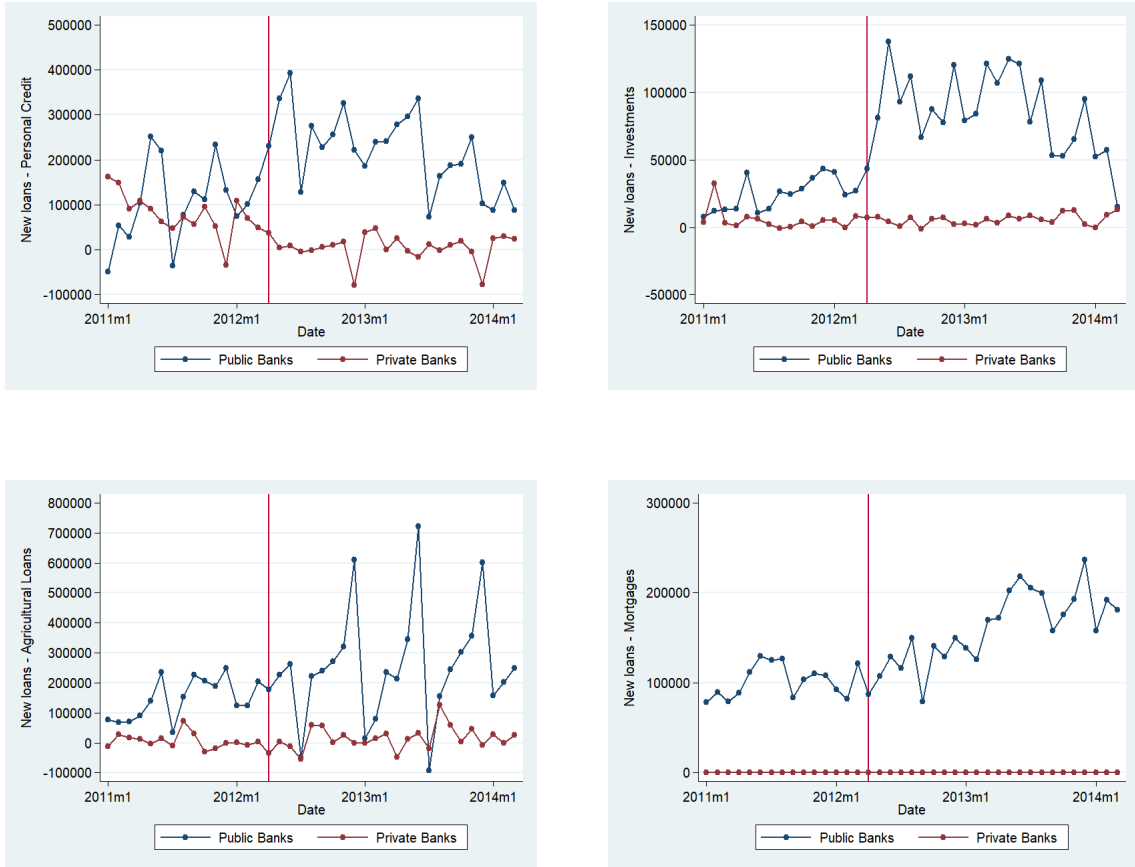 New loans - Personal Credit
500000
400000
300000
200000
100000
0
-100000
2011m1 2012m1 2013m1 2014m1
Date
Public Banks Private Banks
New loans - Investments
150000
100000
50000
0
-50000
2011m1 2012m1 2013m1 2014m1
Date
Public Banks Private Banks
New loans - Agricultural Loans
800000
700000
600000
500000
400000
300000
200000
100000
0
-100000
2011m1 2012m1 2013m1 2014m1
Date
Public Banks Private Banks
New loans - Mortgages
300000
200000
100000
0
2011m1 2012m1 2013m1 2014m1
Date
Public Banks Private Banks